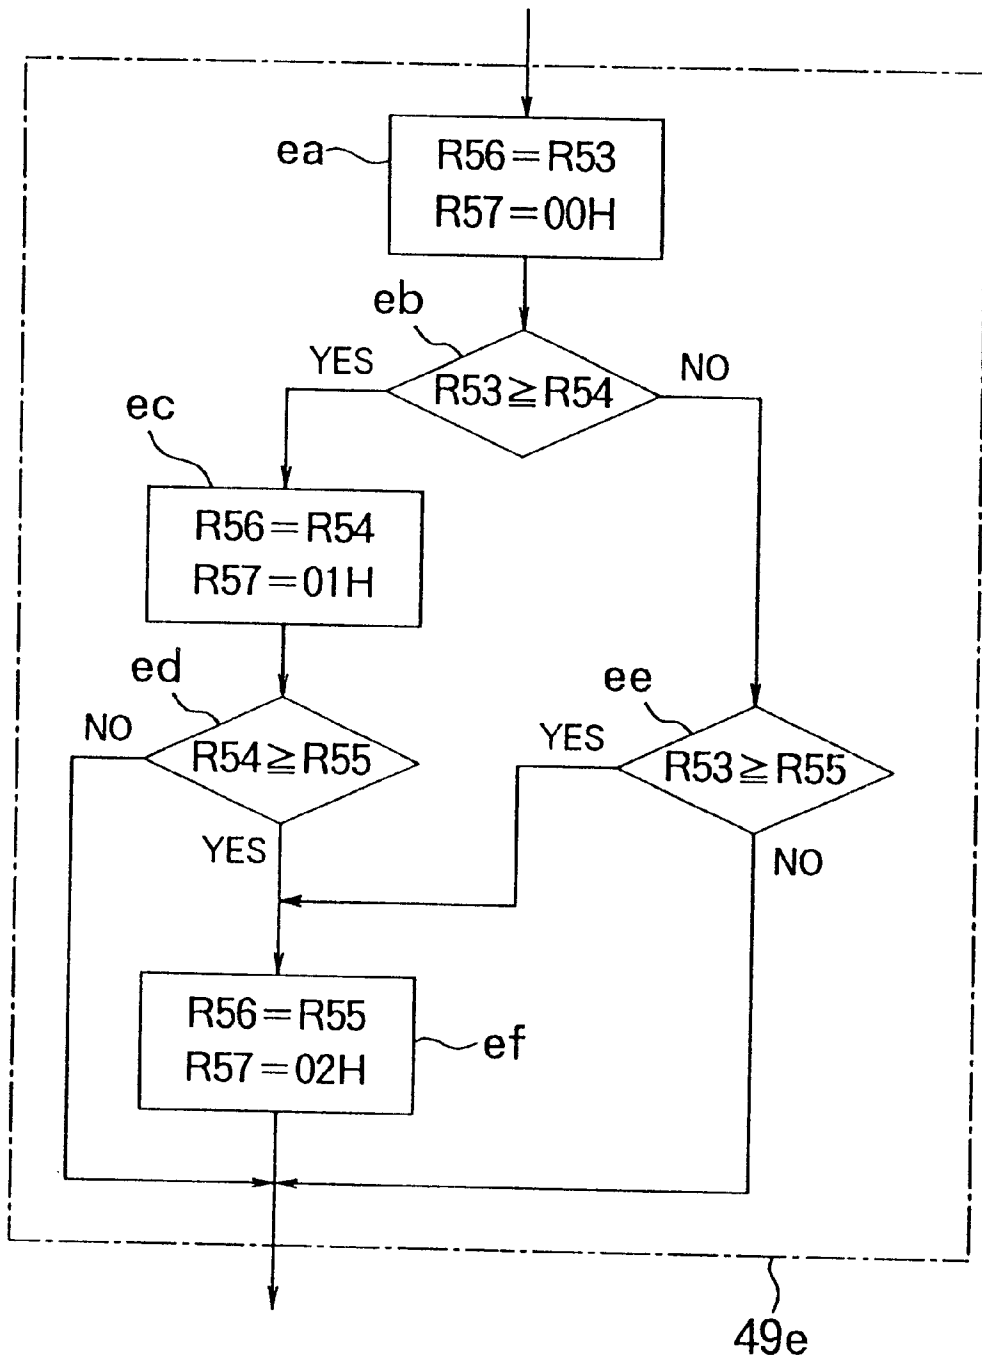 ea
R56=R53
R57=00H
eb
YES
R53≧R54
NO
ec
R56=R54
R57=01H
ed
NO
R54≧R55
YES
ee
YES
R53≧R55
NO
R56=R55
R57=02H
ef
49e